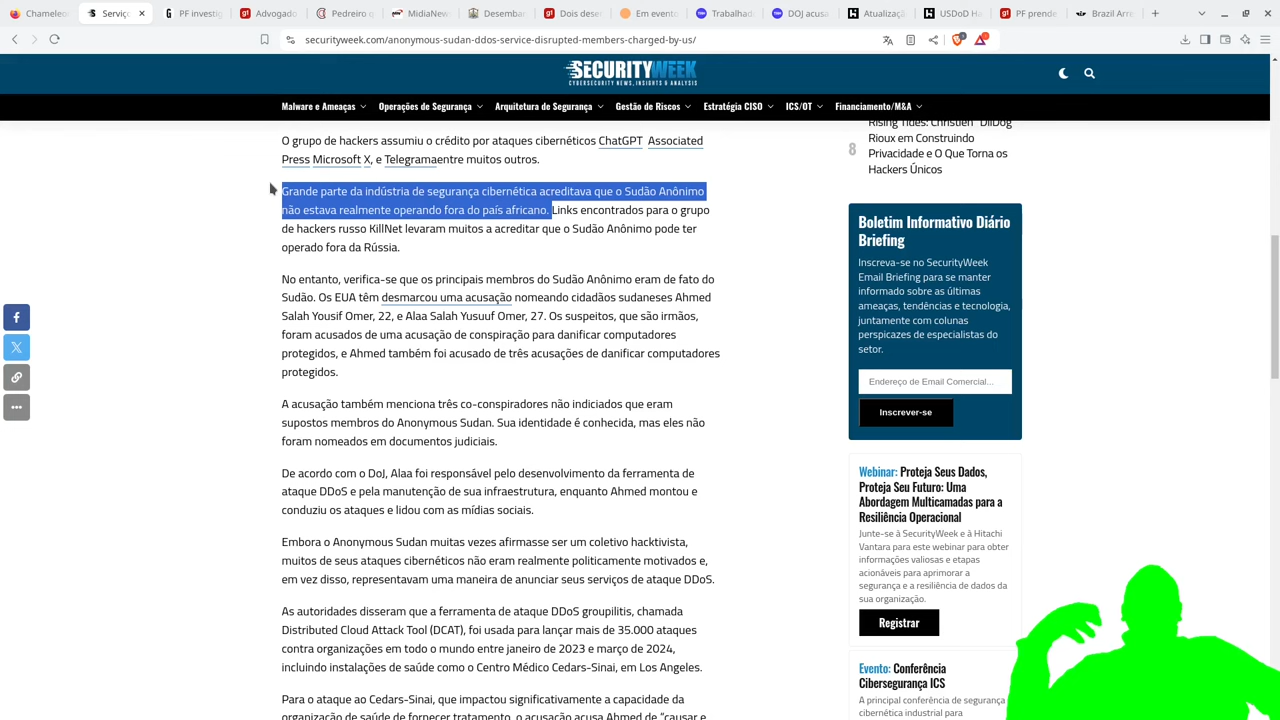 Chameleo
Serviç
PF investig
Advogado
Pedreiro q
MidiaNew
Desemban
Dois deser
Em evento
Trabalhad
DOJ acusa
Atualizaçã
USDoD Ha
PF prende
Brazil Arre
securityweek.com/anonymous-sudan-ddos-service-disrupted-members-charged-by-us/
SECURITYWEEK
CYBERSECURITY NEWS, INSIGHTS & ANALYSIS
Malware e Ameaças
Operações de Segurança
Arquitetura de Segurança
Gestão de Riscos
Estratégia CISO
ICS/OT
Financiamento/M&A
O grupo de hackers assumiu o crédito por ataques cibernéticos ChatGPT Associated
Press Microsoft X, e Telegramaentre muitos outros.
Grande parte da indústria de segurança cibernética acreditava que o Sudão Anônimo
não estava realmente operando fora do país africano. Links encontrados para o grupo
de hackers russo KillNet levaram muitos a acreditar que o Sudão Anônimo pode ter
operado fora da Rússia.
No entanto, verifica-se que os principais membros do Sudão Anônimo eram de fato do
Sudão. Os EUA têm desmarcou uma acusação nomeando cidadãos sudaneses Ahmed
Salah Yousif Omer, 22, e Alaa Salah Yusuuf Omer, 27. Os suspeitos, que são irmãos,
foram acusados de uma acusação de conspiração para danificar computadores
protegidos, e Ahmed também foi acusado de três acusações de danificar computadores
protegidos.
A acusação também menciona três co-conspiradores não indiciados que eram
supostos membros do Anonymous Sudan. Sua identidade é conhecida, mas eles não
foram nomeados em documentos judiciais.
De acordo com o DoJ, Alaa foi responsável pelo desenvolvimento da ferramenta de
ataque DDoS e pela manutenção de sua infraestrutura, enquanto Ahmed montou e
conduziu os ataques e lidou com as mídias sociais.
Embora o Anonymous Sudan muitas vezes afirmasse ser um coletivo hacktivista,
muitos de seus ataques cibernéticos não eram realmente politicamente motivados e,
em vez disso, representavam uma maneira de anunciar seus serviços de ataque DDoS.
As autoridades disseram que a ferramenta de ataque DDoS groupilitis, chamada
Distributed Cloud Attack Tool (DCAT), foi usada para lançar mais de 35.000 ataques
contra organizações em todo o mundo entre janeiro de 2023 e março de 2024,
incluindo instalações de saúde como o Centro Médico Cedars-Sinai, em Los Angeles.
Para o ataque ao Cedars-Sinai, que impactou significativamente a capacidade da
organização de saúde de fornecer tratamento, o acusação acusa Ahmed de “causar e
8
Rising Tides: Christien “DilDog”
Rioux em Construindo
Privacidade e O Que Torna os
Hackers Únicos
Boletim Informativo Diário
Briefing
Inscreva-se no SecurityWeek
Email Briefing para se manter
informado sobre as últimas
ameaças, tendências e tecnologia,
juntamente com colunas
perspicazes de especialistas do
setor.
Endereço de Email Comercial...
Inscrever-se
Webinar: Proteja Seus Dados,
Proteja Seu Futuro: Uma
Abordagem Multicamadas para a
Resiliência Operacional
Junte-se à SecurityWeek e à Hitachi
Vantara para este webinar para obter
informações valiosas e etapas
acionáveis para aprimorar a
segurança e a resiliência de dados da
sua organização.
Registrar
Evento: Conferência
Cibersegurança ICS
A principal conferência de segurança
cibernética industrial para